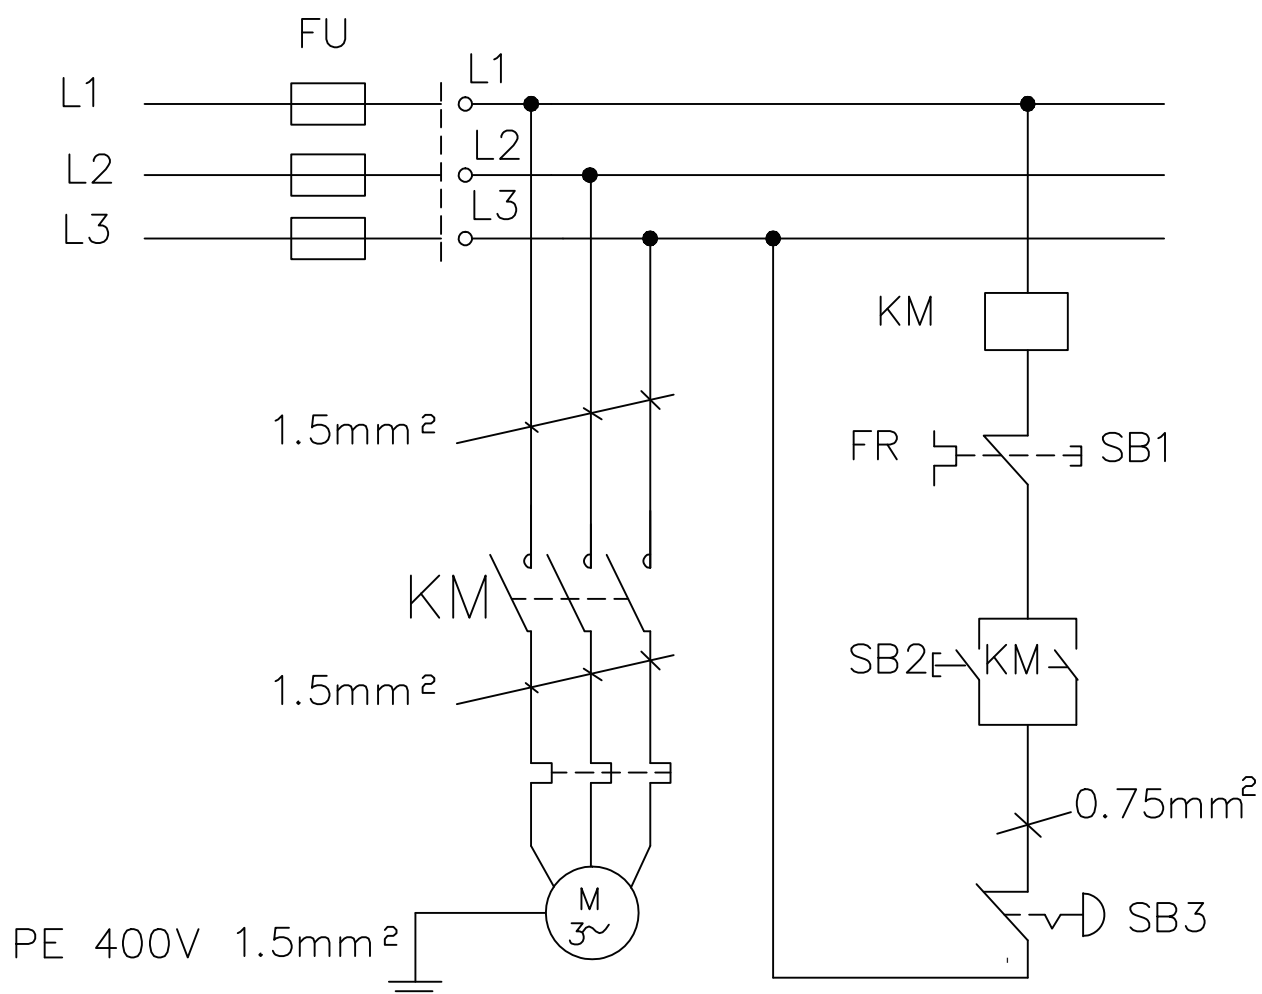 FU
L1 L1
L2 L2
L3 L3
KM
1.5mm²
FR SB1
KM
SB2 KM
1.5mm²
0.75mm²
M
3~
SB3
PE 400V 1.5mm²